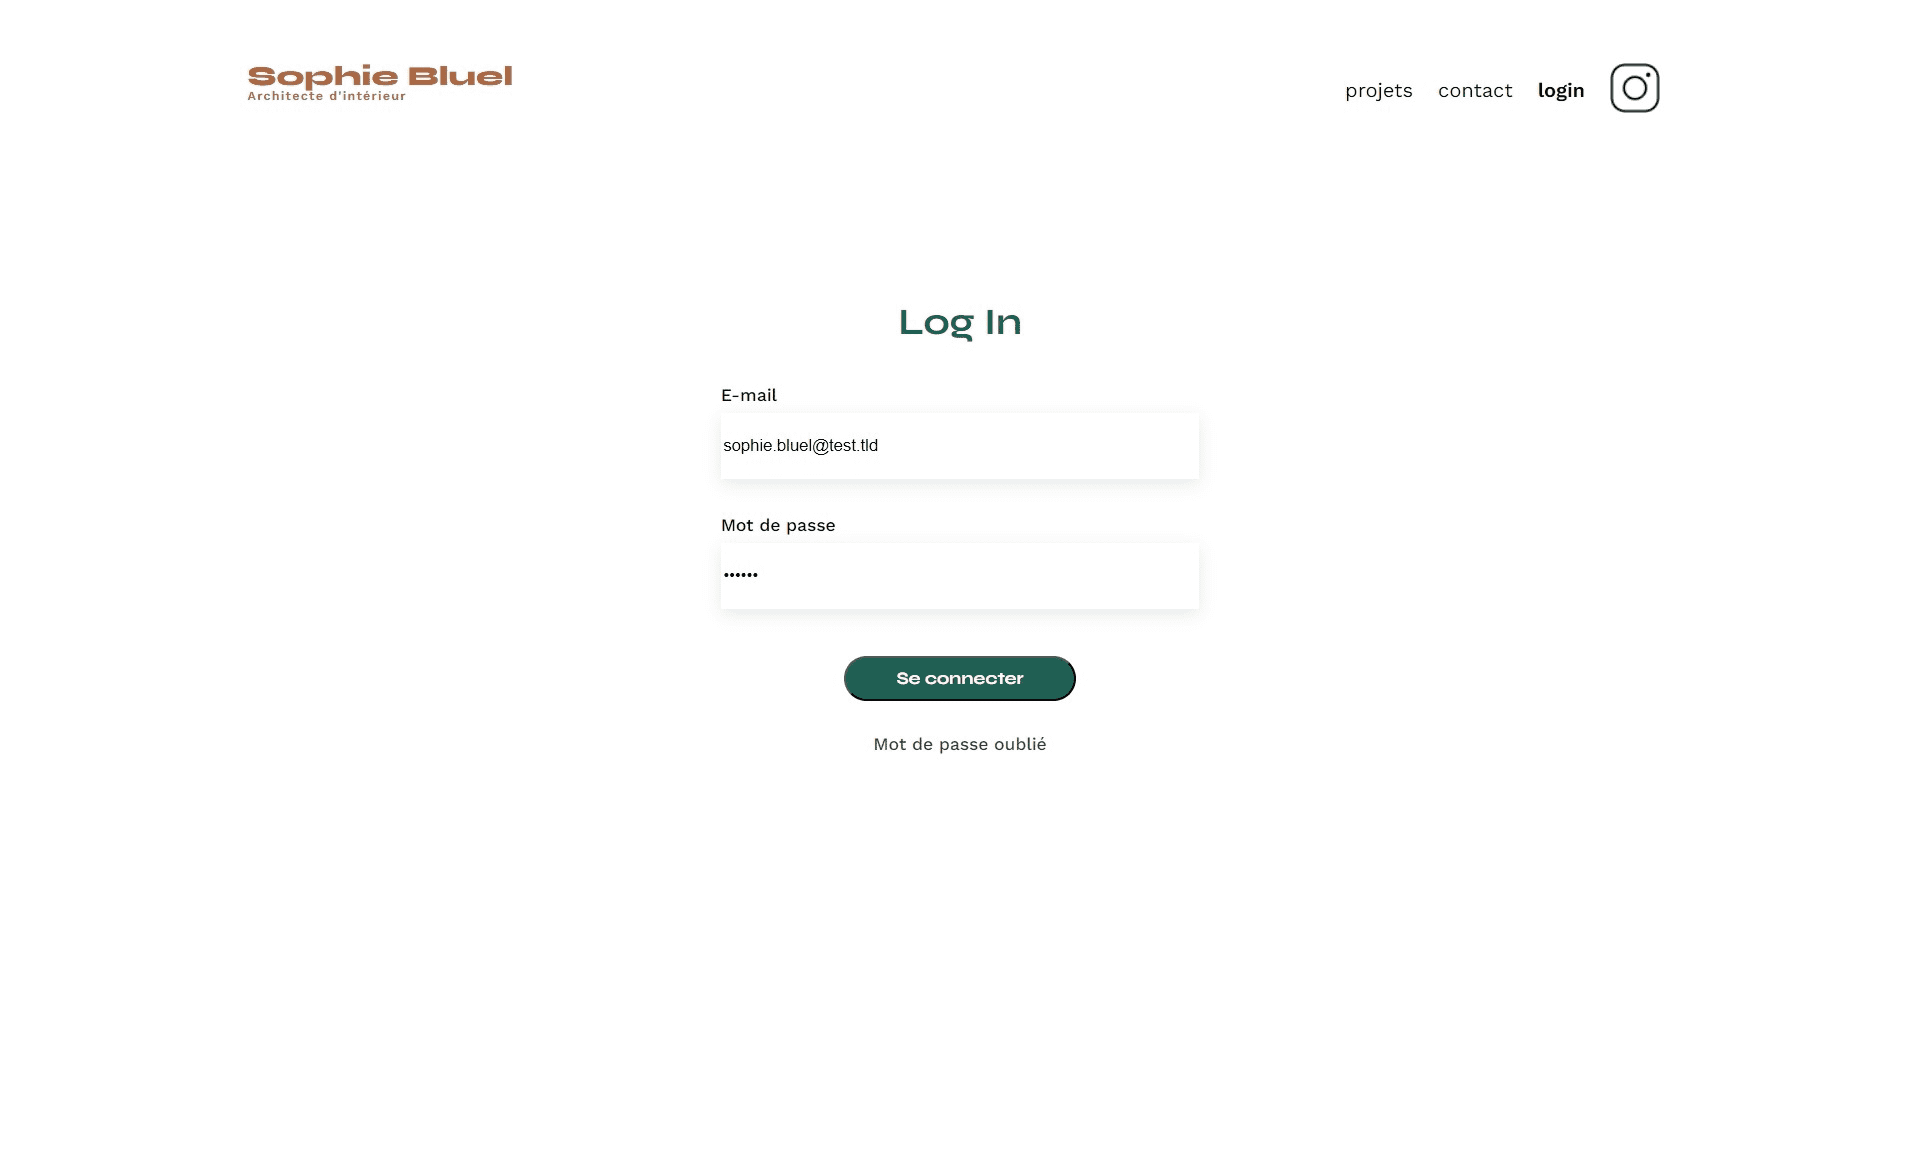 Sophie Bluel
Architecte d'intérieur
projets contact login
Log In
E-mail
sophie.bluel@test.tld
Mot de passe
••••••
Se connecter
Mot de passe oublié